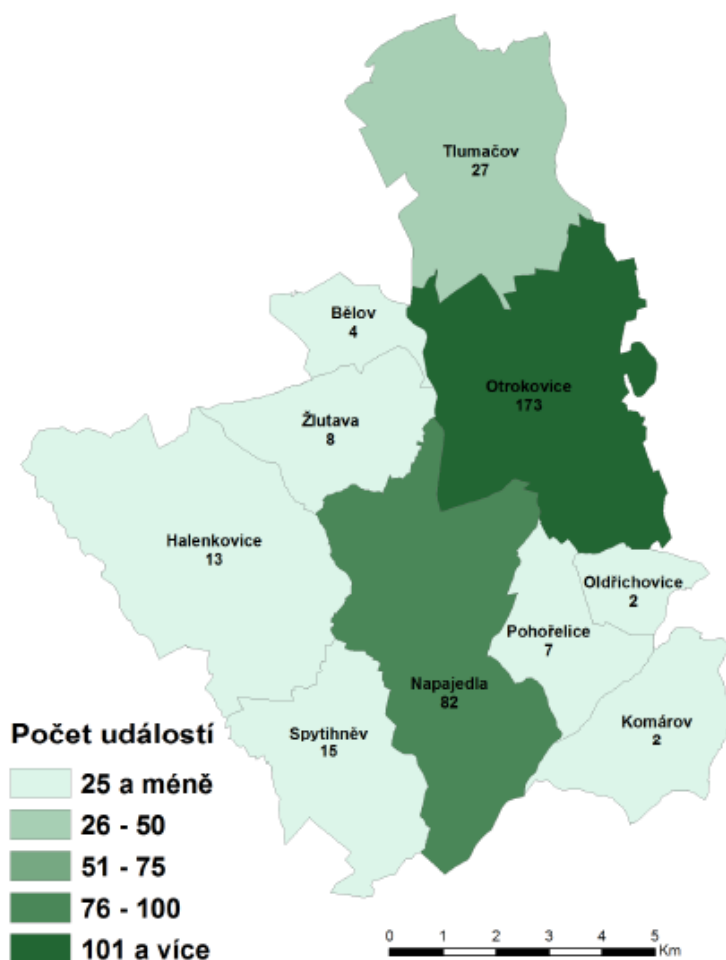 Tlumačov
27
Bělov
4
Otrokovice
173
Žlutava
8
Halenkovice
13
Oldřichovice
2
Pohořelice
7
Napajedla
82
Komárov
2
Spytihněv
15
Počet událostí
25 a méně
26 - 50
51 - 75
76 - 100
101 a více
0 1 2 3 4 5
Km